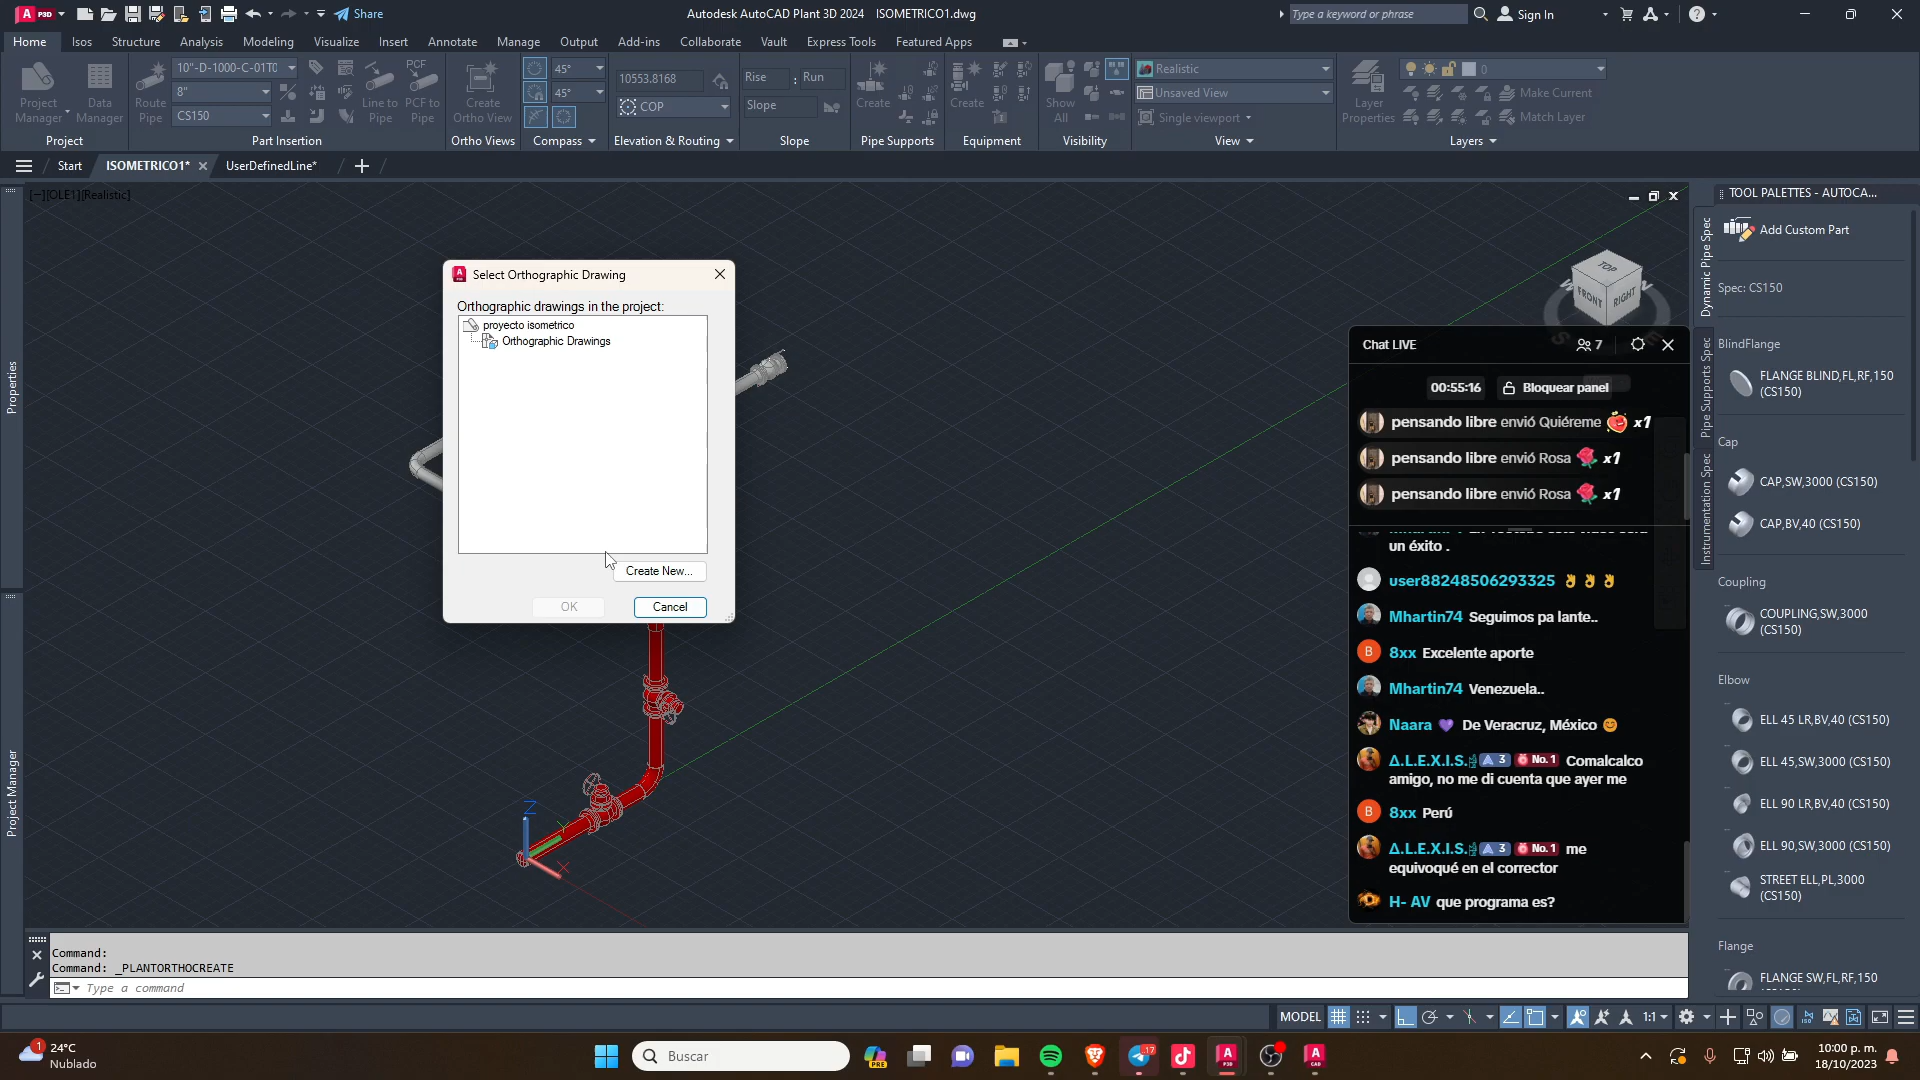 P3D
Share
Autodesk AutoCAD Plant 3D 2024 ISOMETRICO1.dwg
Type a keyword or phrase
Sign In
Home
Isos
Structure
Analysis
Modeling
Visualize
Insert
Annotate
Manage
Output
Add-ins
Collaborate
Vault
Express Tools
Featured Apps
Project Manager
Data Manager
Route Pipe
10"-D-1000-C-01TC
8"
CS150
Line to Pipe
PCF
PCF to Pipe
Create Ortho View
45°
45°
10553.8168
COP
Rise : Run
Slope
Create
Create
Show All
Realistic
Unsaved View
Single viewport
Layer Properties
0
Make Current
Match Layer
Project
Part Insertion
Ortho Views
Compass
Elevation & Routing
Slope
Pipe Supports
Equipment
Visibility
View
Layers
Start
ISOMETRICO1*
UserDefinedLine*
[−][OLE1][Realistic]
Properties
Project Manager
Select Orthographic Drawing
Orthographic drawings in the project:
proyecto isometrico
Orthographic Drawings
Create New...
OK
Cancel
Z
Y
X
TOP
FRONT
RIGHT
Chat LIVE
7
00:55:16
Bloquear panel
pensando libre envió Quiéreme x1
pensando libre envió Rosa x1
pensando libre envió Rosa x1
un éxito .
user88248506293325 👌👌👌
Mhartin74 Seguimos pa lante..
8xx Excelente aporte
Mhartin74 Venezuela..
Naara 💜 De Veracruz, México 😊
Δ.L.E.X.I.S. 3 No. 1 Comalcalco
amigo, no me di cuenta que ayer me
B 8xx Perú
Δ.L.E.X.I.S. 3 No. 1 me
equivoqué en el corrector
H- AV que programa es?
TOOL PALETTES - AUTOCA...
Dynamic Pipe Spec
Pipe Supports Spec
Instrumentation Spec
Add Custom Part
Spec: CS150
BlindFlange
FLANGE BLIND,FL,RF,150
(CS150)
Cap
CAP,SW,3000 (CS150)
CAP,BV,40 (CS150)
Coupling
COUPLING,SW,3000
(CS150)
Elbow
ELL 45 LR,BV,40 (CS150)
ELL 45,SW,3000 (CS150)
ELL 90 LR,BV,40 (CS150)
ELL 90,SW,3000 (CS150)
STREET ELL,PL,3000
(CS150)
Flange
FLANGE SW,FL,RF,150
Command:
Command: _PLANTORTHOCREATE
Type a command
MODEL
1:1
1
24°C
Nublado
Buscar
PRE
17
10:00 p. m.
18/10/2023